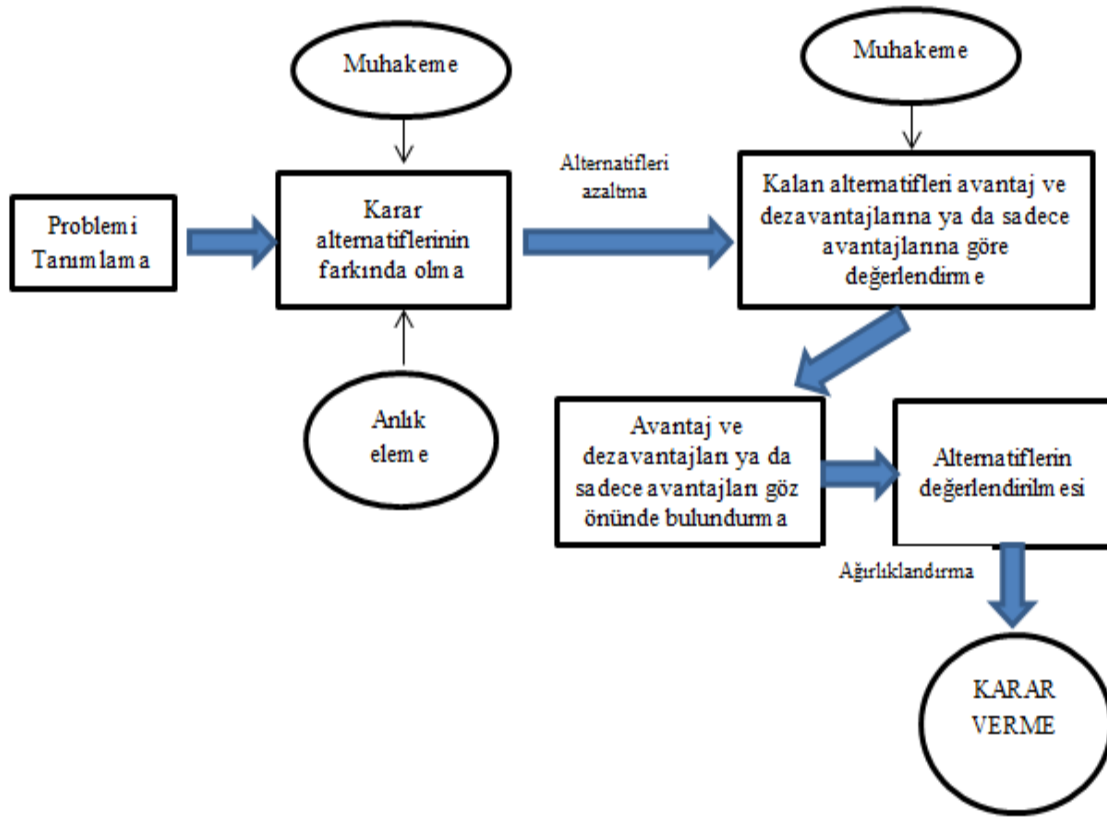 Muhakeme
Muhakeme
Alternatifleri
azaltma
Problemi
Tanımlama
Karar
alternatiflerinin
farkında olma
Kalan alternatifleri avantaj ve
dezavantajlarına ya da sadece
avantajlarına göre
değerlendirme
Anlık
eleme
Avantaj ve
dezavantajları ya da
sadece avantajları göz
önünde bulundurma
Alternatiflerin
değerlendirilmesi
Ağırlıklandırma
KARAR
VERME